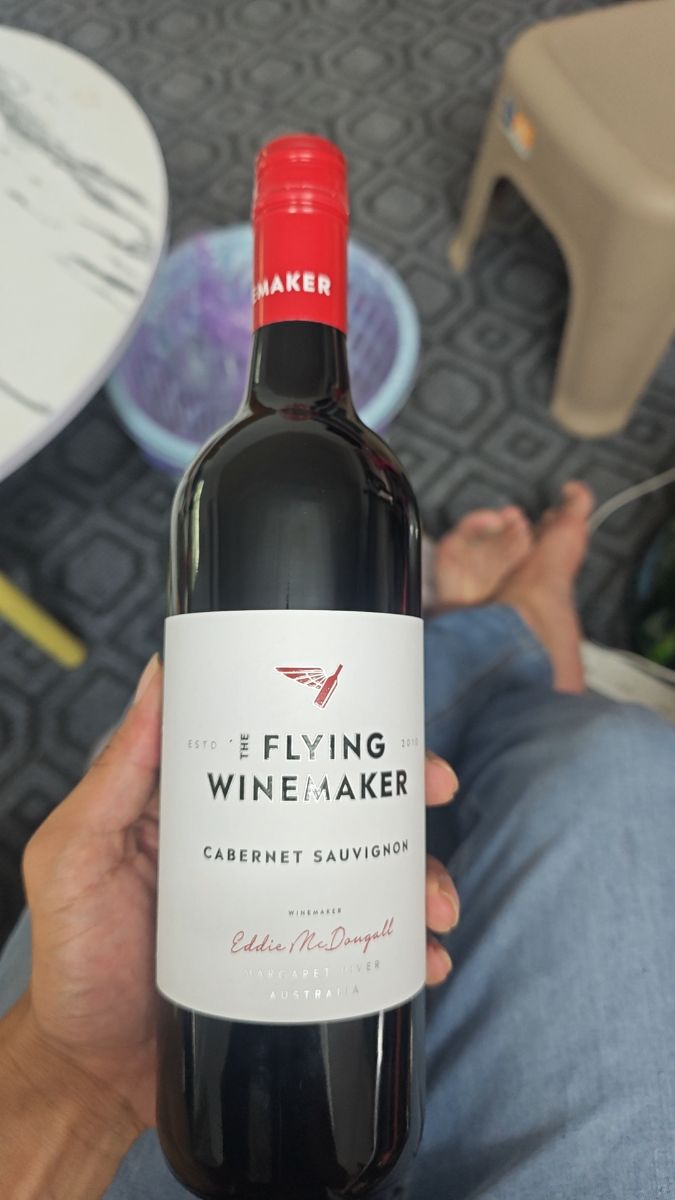 EMAKER
ESTD THE FLYING 2010
WINEMAKER
CABERNET SAUVIGNON
WINEMAKER
Eddie McDougall
MARGARET RIVER
AUSTRALIA